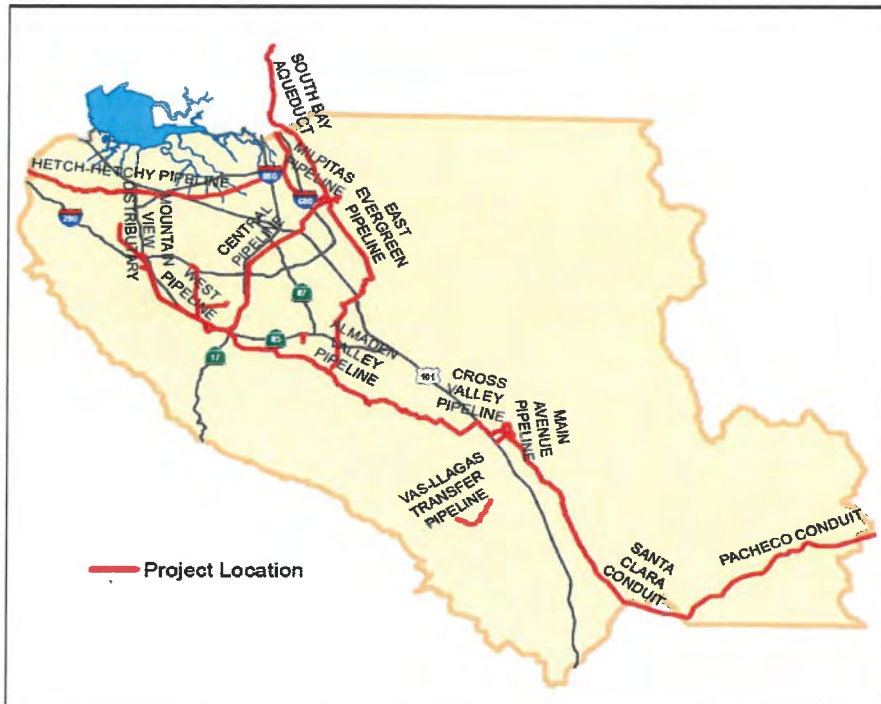 SOUTH BAY
AQUEDUCT
MILPITAS
PIPELINE
HETCH-HETCHY PIPELINE
880
680
280
EAST
EVERGREEN
PIPELINE
MOUNTAIN
VIEW
DISTRIBUTARY
CENTRAL
PIPELINE
WEST
PIPELINE
87
85
17
ALMADEN
VALLEY
PIPELINE
101
CROSS
VALLEY
PIPELINE
MAIN
AVENUE
PIPELINE
VAS-LLAGAS
TRANSFER
PIPELINE
SANTA
CLARA
CONDUIT
PACHECO CONDUIT
Project Location